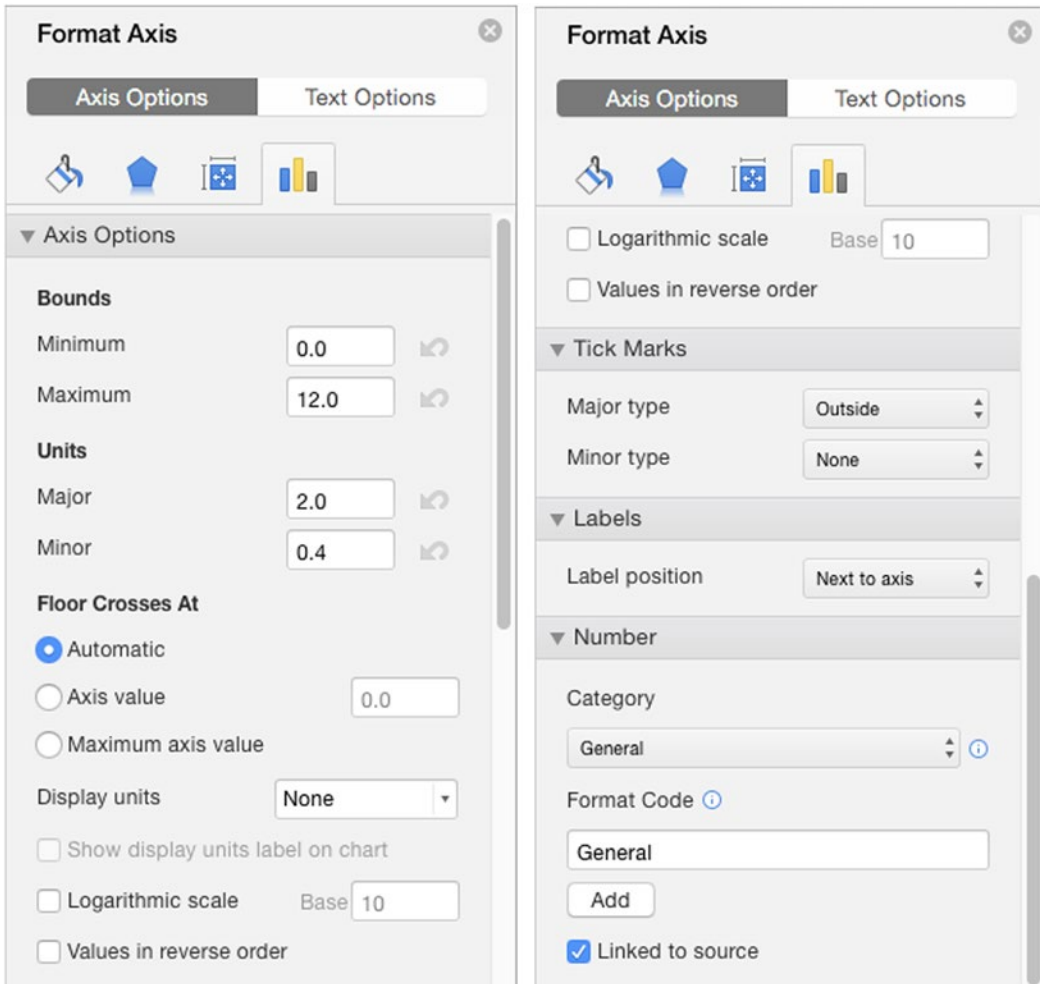 Format Axis
Axis Options Text Options
Axis Options
Bounds
Minimum 0.0
Maximum 12.0
Units
Major 2.0
Minor 0.4
Floor Crosses At
Automatic
Axis value 0.0
Maximum axis value
Display units None
Show display units label on chart
Logarithmic scale Base 10
Values in reverse order
Format Axis
Axis Options Text Options
Logarithmic scale Base 10
Values in reverse order
Tick Marks
Major type Outside
Minor type None
Labels
Label position Next to axis
Number
Category
General
Format Code
General
Add
Linked to source